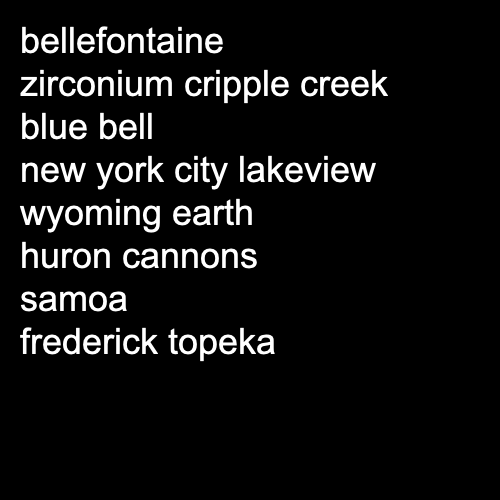 bellefontaine
zirconium cripple creek
blue bell
new york city lakeview
wyoming earth
huron cannons
samoa
frederick topeka